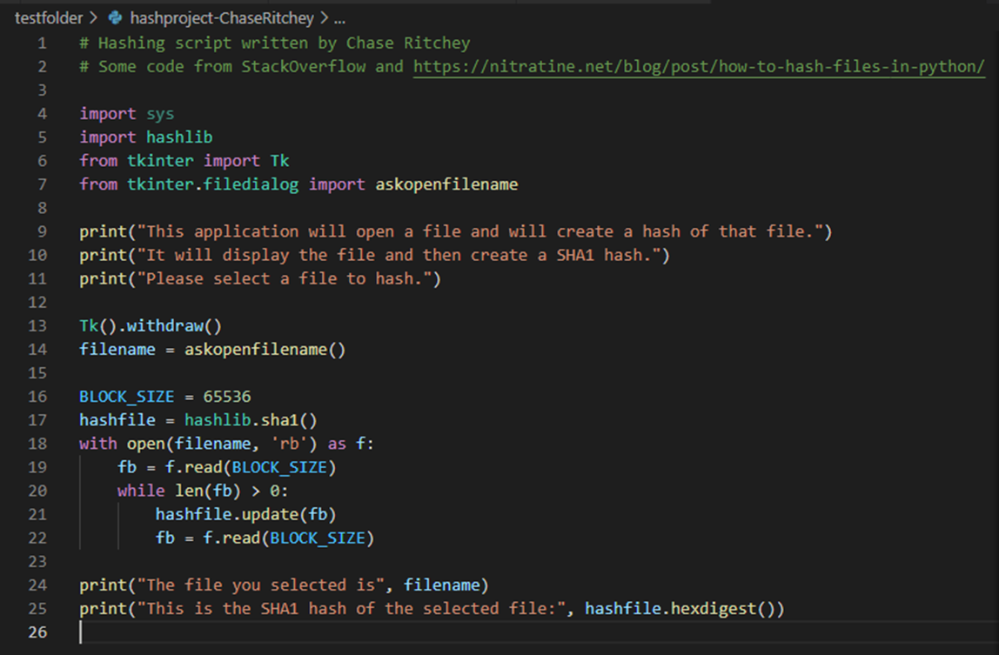 testfolder > hashproject-ChaseRitchey > ...
1 # Hashing script written by Chase Ritchey
2 # Some code from StackOverflow and https://nitratine.net/blog/post/how-to-hash-files-in-python/
3
4 import sys
5 import hashlib
6 from tkinter import Tk
7 from tkinter.filedialog import askopenfilename
8
9 print("This application will open a file and will create a hash of that file.")
10 print("It will display the file and then create a SHA1 hash.")
11 print("Please select a file to hash.")
12
13 Tk().withdraw()
14 filename = askopenfilename()
15
16 BLOCK_SIZE = 65536
17 hashfile = hashlib.sha1()
18 with open(filename, 'rb') as f:
19     fb = f.read(BLOCK_SIZE)
20     while len(fb) > 0:
21         hashfile.update(fb)
22         fb = f.read(BLOCK_SIZE)
23
24 print("The file you selected is", filename)
25 print("This is the SHA1 hash of the selected file:", hashfile.hexdigest())
26